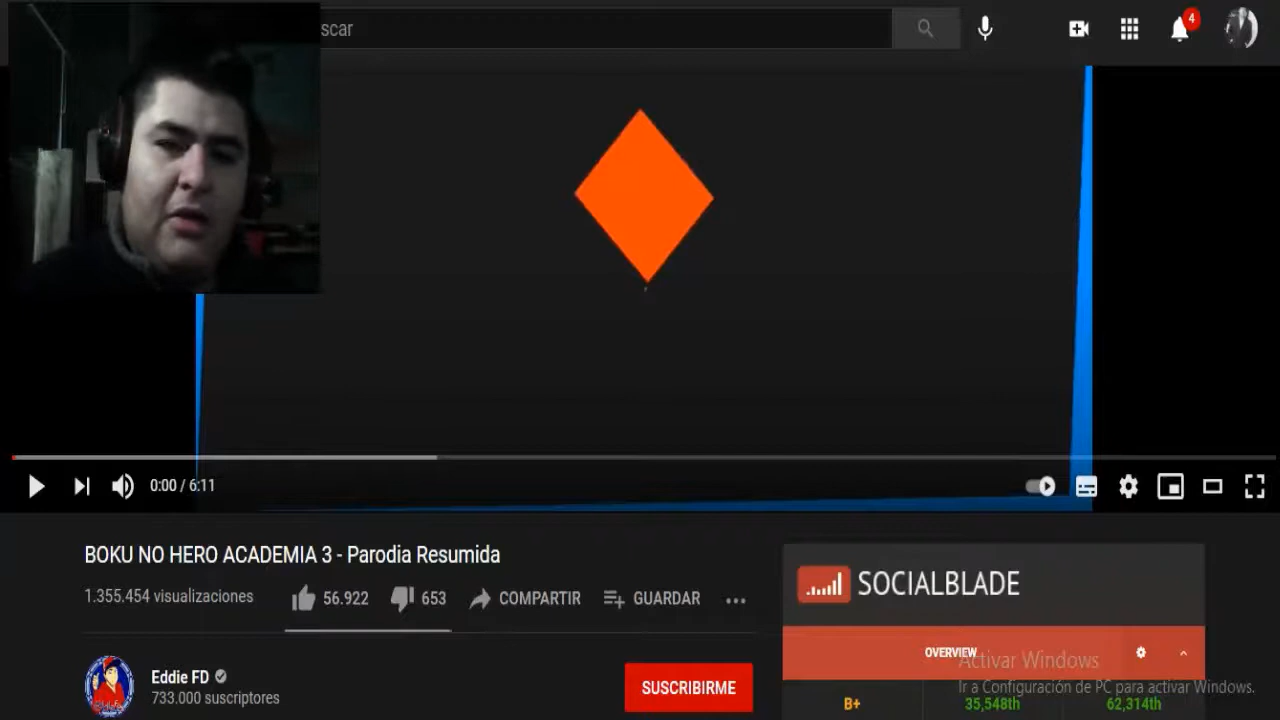 scar
4
0:00 / 6:11
BOKU NO HERO ACADEMIA 3 - Parodia Resumida
1.355.454 visualizaciones
56.922
653
COMPARTIR
GUARDAR
SOCIALBLADE
OVERVIEW
Activar Windows
Ir a Configuración de PC para activar Windows.
Eddie FD
733.000 suscriptores
SUSCRIBIRME
B+
35,548th
62,314th